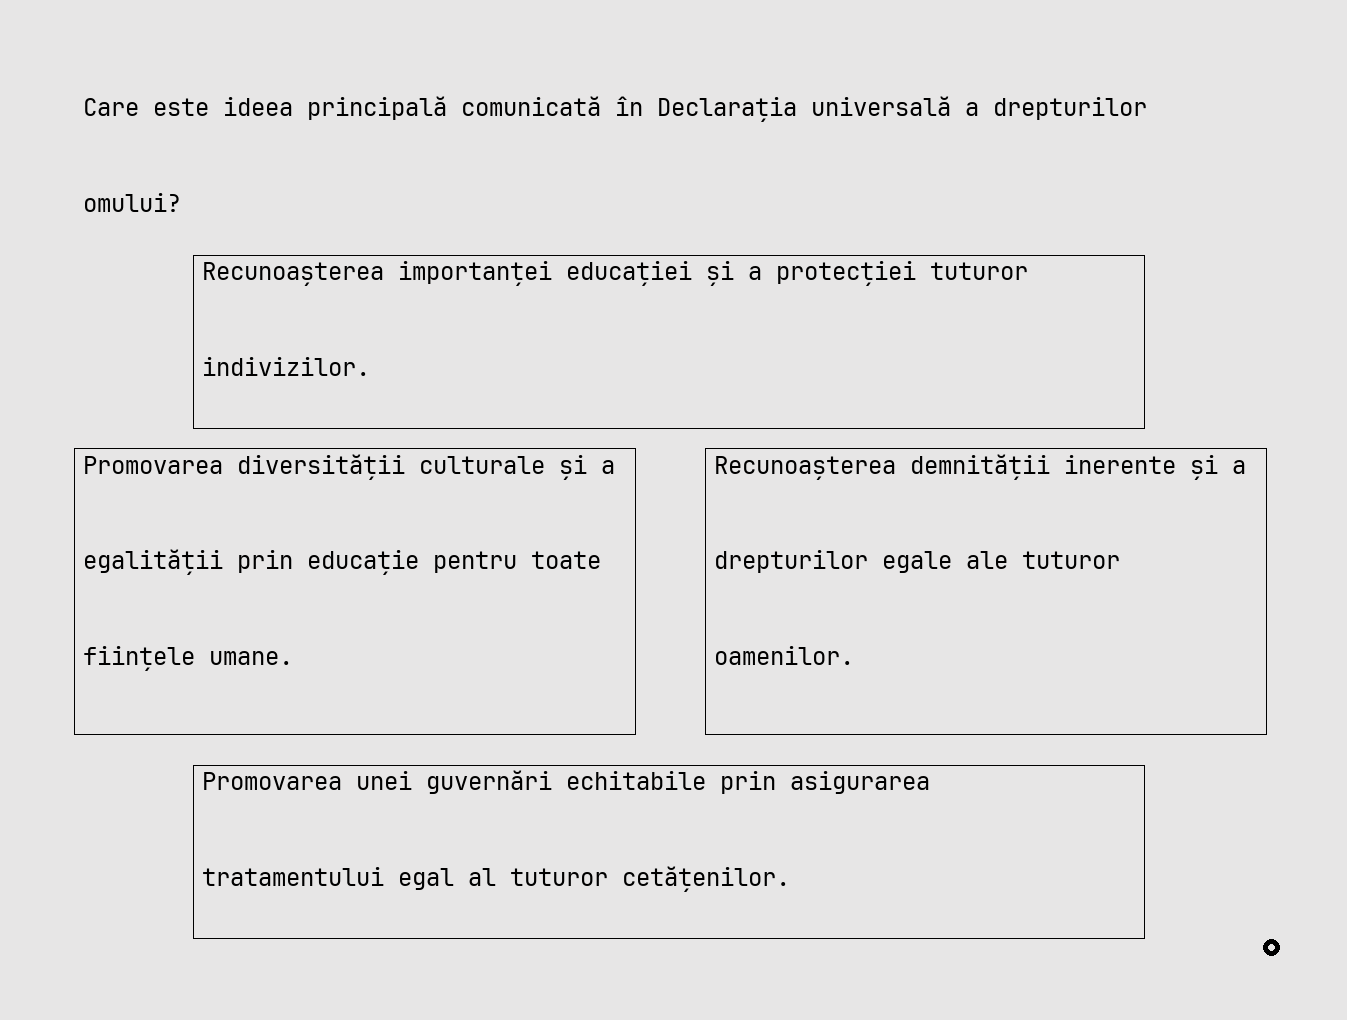 Care este ideea principală comunicată în Declarația universală a drepturilor
omului?
Recunoașterea importanței educației și a protecției tuturor
indivizilor.
Promovarea diversității culturale și a
egalității prin educație pentru toate
ființele umane.
Recunoașterea demnității inerente și a
drepturilor egale ale tuturor
oamenilor.
Promovarea unei guvernări echitabile prin asigurarea
tratamentului egal al tuturor cetățenilor.